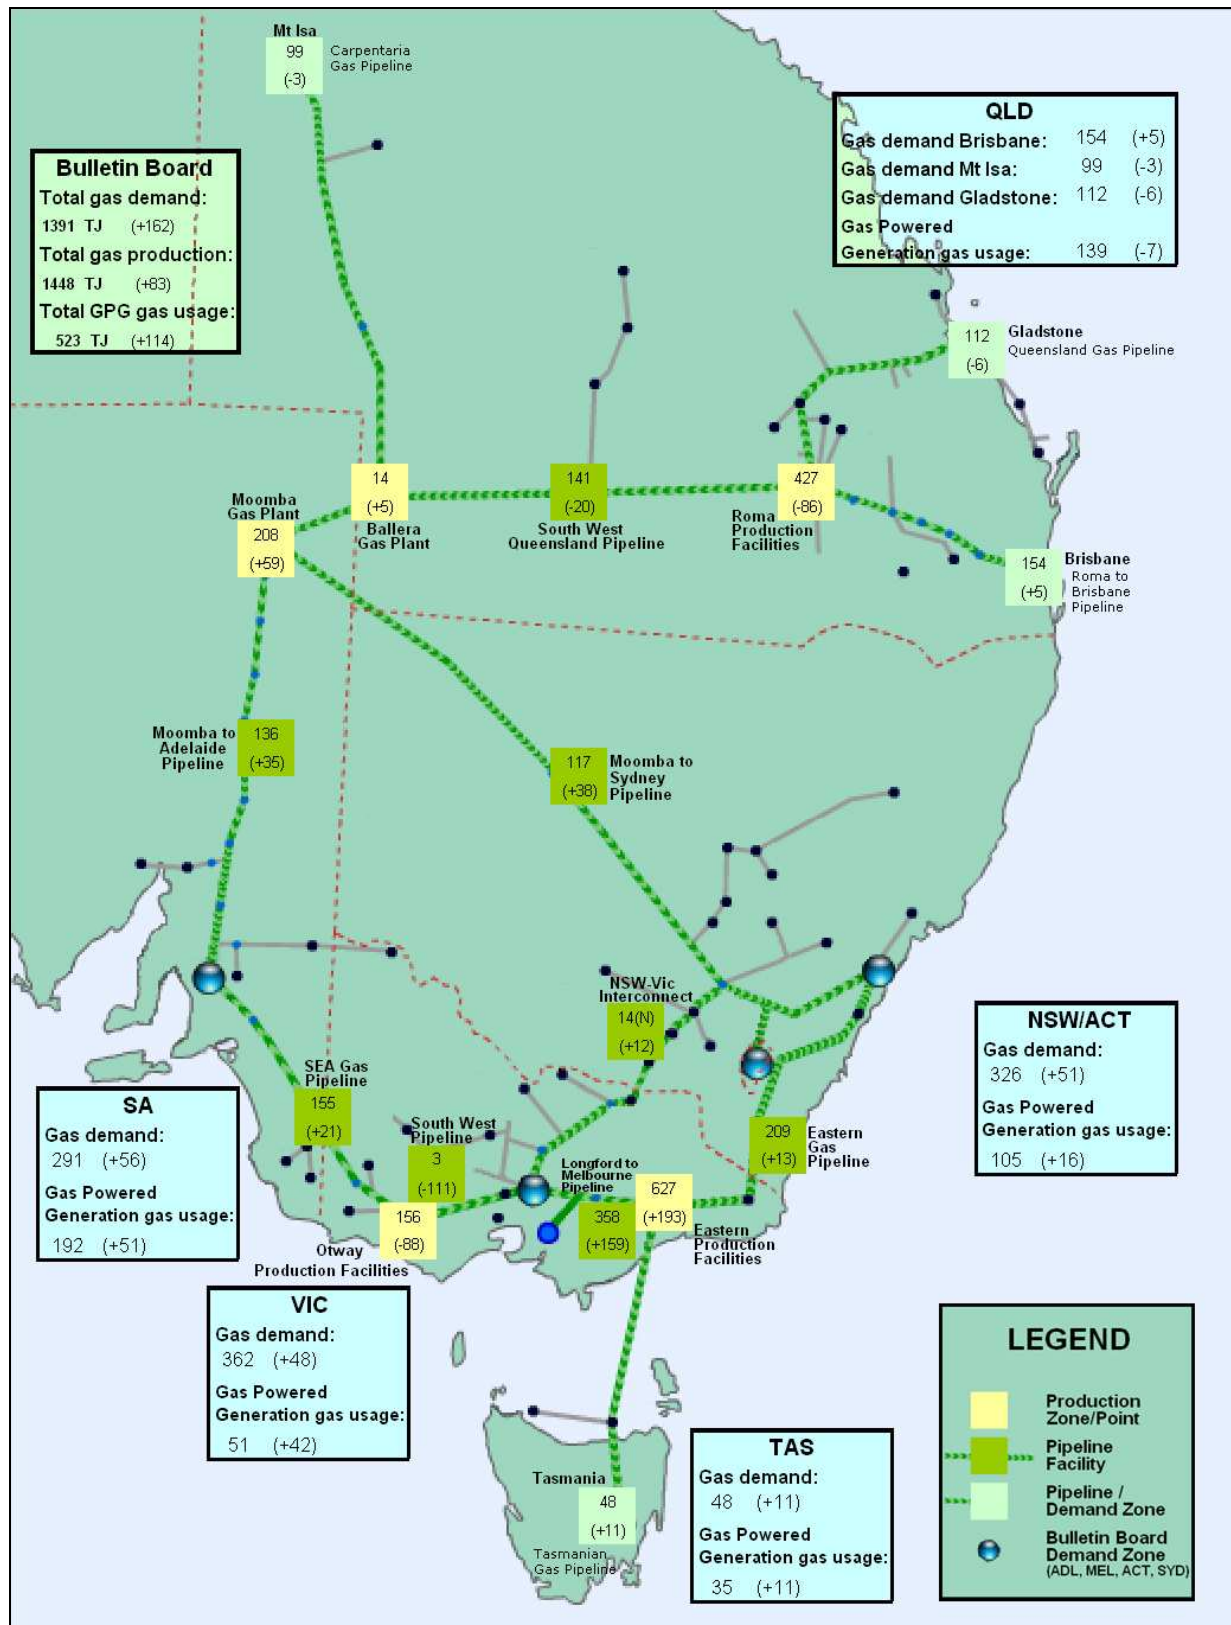 Mt Isa
99
(-3)
Carpentaria
Gas Pipeline
Bulletin Board
Total gas demand:
1391 TJ (+162)
Total gas production:
1448 TJ (+83)
Total GPG gas usage:
523 TJ (+114)
QLD
Gas demand Brisbane: 154 (+5)
Gas demand Mt Isa: 99 (-3)
Gas demand Gladstone: 112 (-6)
Gas Powered
Generation gas usage: 139 (-7)
112
(-6)
Gladstone
Queensland Gas Pipeline
14
(+5)
Ballera
Gas Plant
141
(-20)
South West
Queensland Pipeline
427
(-86)
Roma
Production
Facilities
Moomba
Gas Plant
208
(+59)
154
(+5)
Brisbane
Roma to
Brisbane
Pipeline
Moomba to
Adelaide
Pipeline
136
(+35)
117
(+38)
Moomba to
Sydney
Pipeline
NSW-Vic
Interconnect
14(N)
(+12)
NSW/ACT
Gas demand:
326 (+51)
Gas Powered
Generation gas usage:
105 (+16)
SEA Gas
Pipeline
155
(+21)
SA
Gas demand:
291 (+56)
Gas Powered
Generation gas usage:
192 (+51)
South West
Pipeline
3
(-111)
Longford to
Melbourne
Pipeline
358
(+159)
627
(+193)
Eastern
Production
Facilities
209
(+13)
Eastern
Gas
Pipeline
156
(-88)
Otway
Production Facilities
VIC
Gas demand:
362 (+48)
Gas Powered
Generation gas usage:
51 (+42)
Tasmania
48
(+11)
Tasmanian
Gas Pipeline
TAS
Gas demand:
48 (+11)
Gas Powered
Generation gas usage:
35 (+11)
LEGEND
Production
Zone/Point
Pipeline
Facility
Pipeline /
Demand Zone
Bulletin Board
Demand Zone
(ADL, MEL, ACT, SYD)